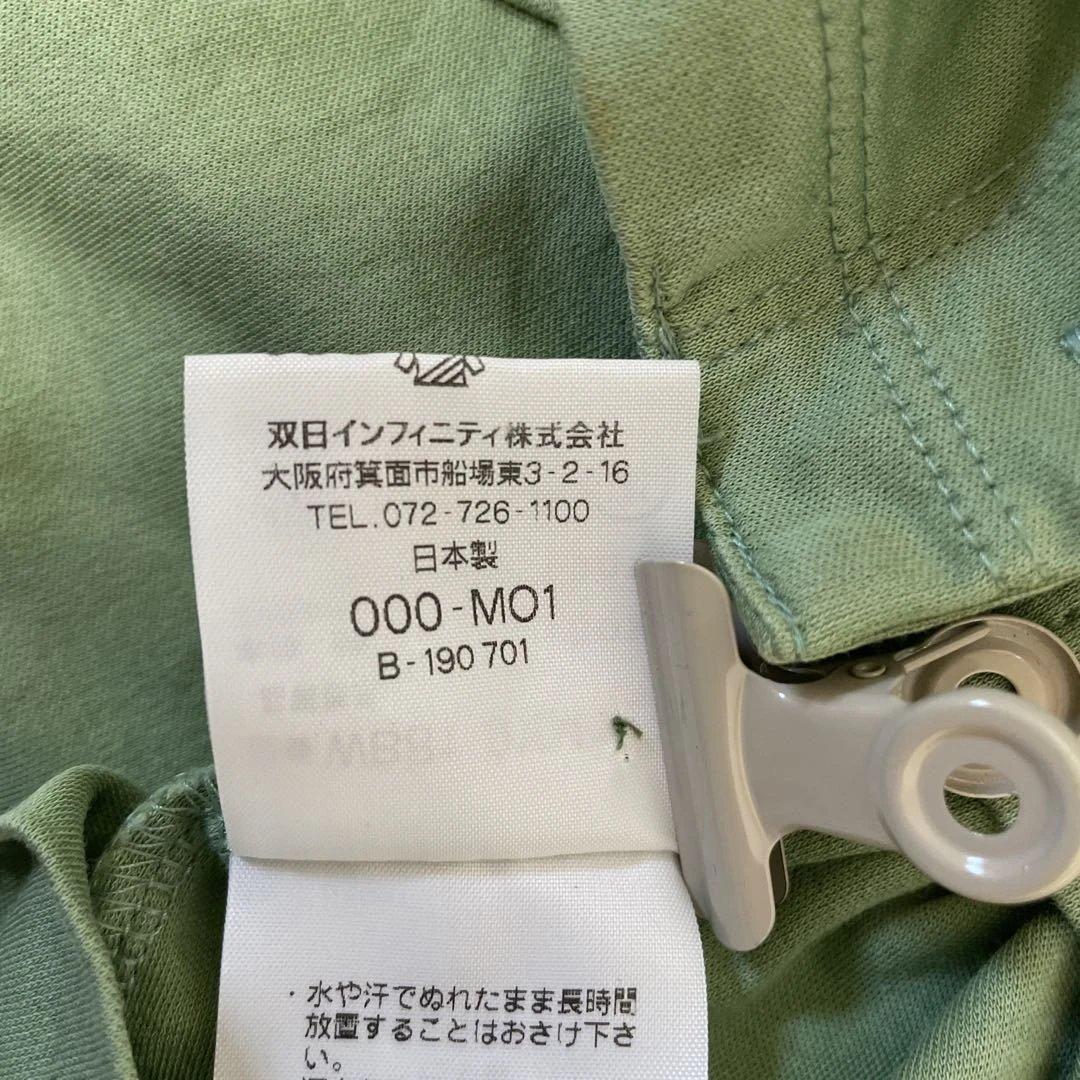 双日インフィニティ株式会社
大阪府箕面市船場東3-2-16
TEL.072-726-1100
日本製
000-M01
B-190701
・水や汗でぬれたまま長時間
放置することはおさけ下さ
い。